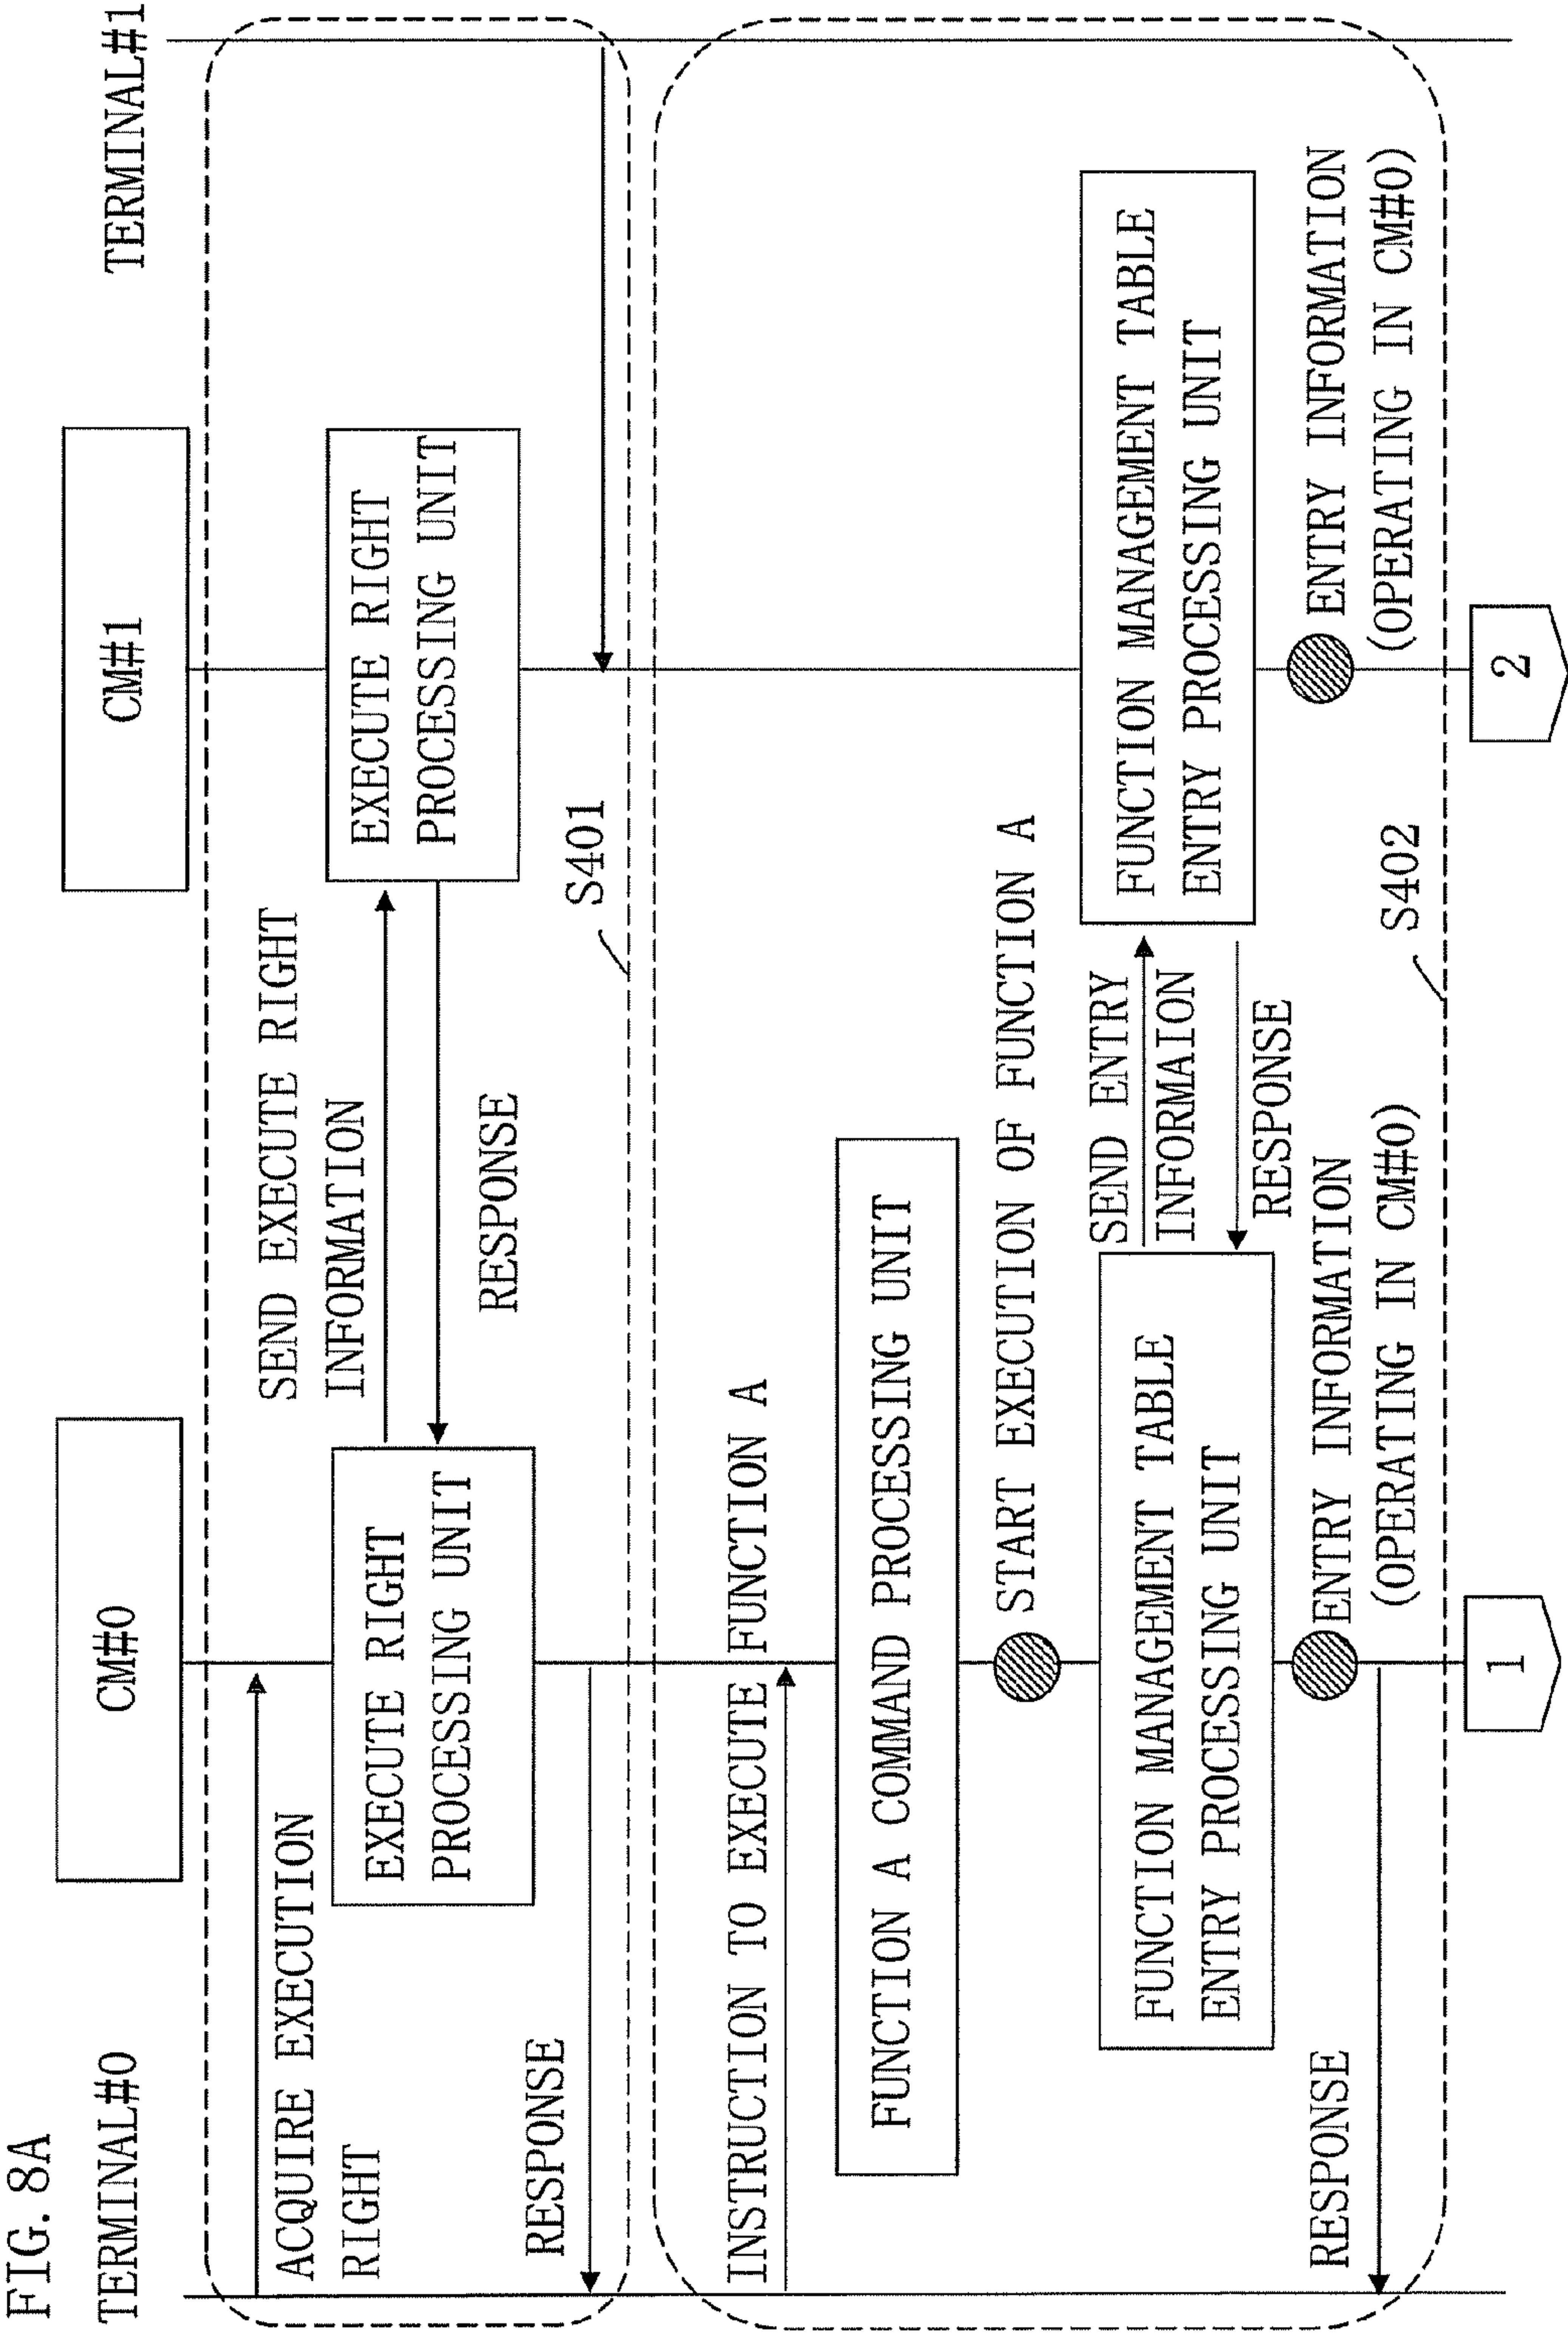 FIG. 8A
TERMINAL#0
CM#0
CM#1
TERMINAL#1
ACQUIRE EXECUTION
RIGHT
SEND EXECUTE RIGHT
INFORMATION
EXECUTE RIGHT
PROCESSING UNIT
EXECUTE RIGHT
PROCESSING UNIT
RESPONSE
RESPONSE
S401
INSTRUCTION TO EXECUTE FUNCTION A
FUNCTION A COMMAND PROCESSING UNIT
START EXECUTION OF FUNCTION A
SEND ENTRY
INFORMAION
FUNCTION MANAGEMENT TABLE
ENTRY PROCESSING UNIT
FUNCTION MANAGEMENT TABLE
ENTRY PROCESSING UNIT
RESPONSE
RESPONSE
ENTRY INFORMATION
(OPERATING IN CM#0)
ENTRY INFORMATION
(OPERATING IN CM#0)
S402
1
2